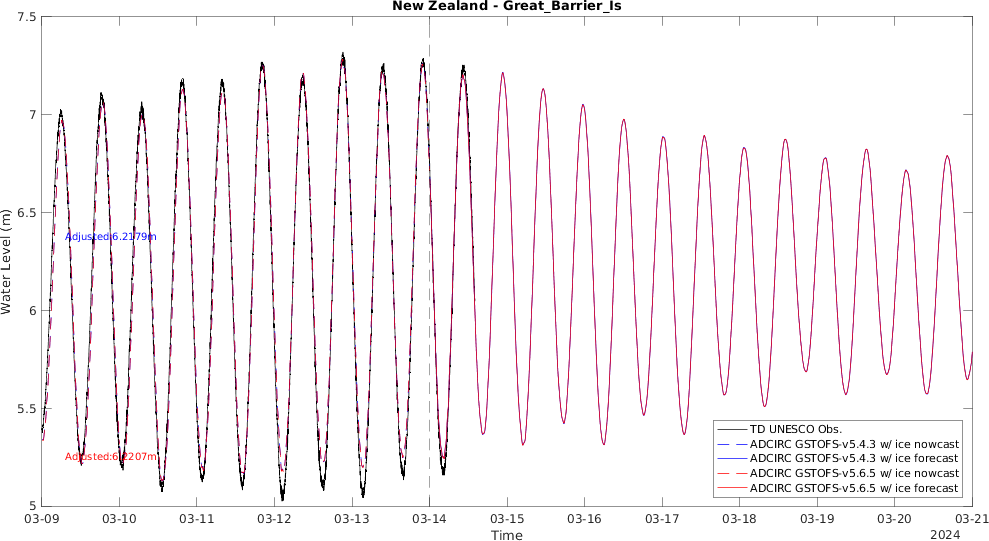 New Zealand - Great_Barrier_Is
7.5
7
6.5
6
5.5
5
Water Level (m)
Adjusted:6.2179m
Adjusted:6.2207m
TD UNESCO Obs.
ADCIRC GSTOFS-v5.4.3 w/ ice nowcast
ADCIRC GSTOFS-v5.4.3 w/ ice forecast
ADCIRC GSTOFS-v5.6.5 w/ ice nowcast
ADCIRC GSTOFS-v5.6.5 w/ ice forecast
03-09 03-10 03-11 03-12 03-13 03-14 03-15 03-16 03-17 03-18 03-19 03-20 03-21
Time
2024